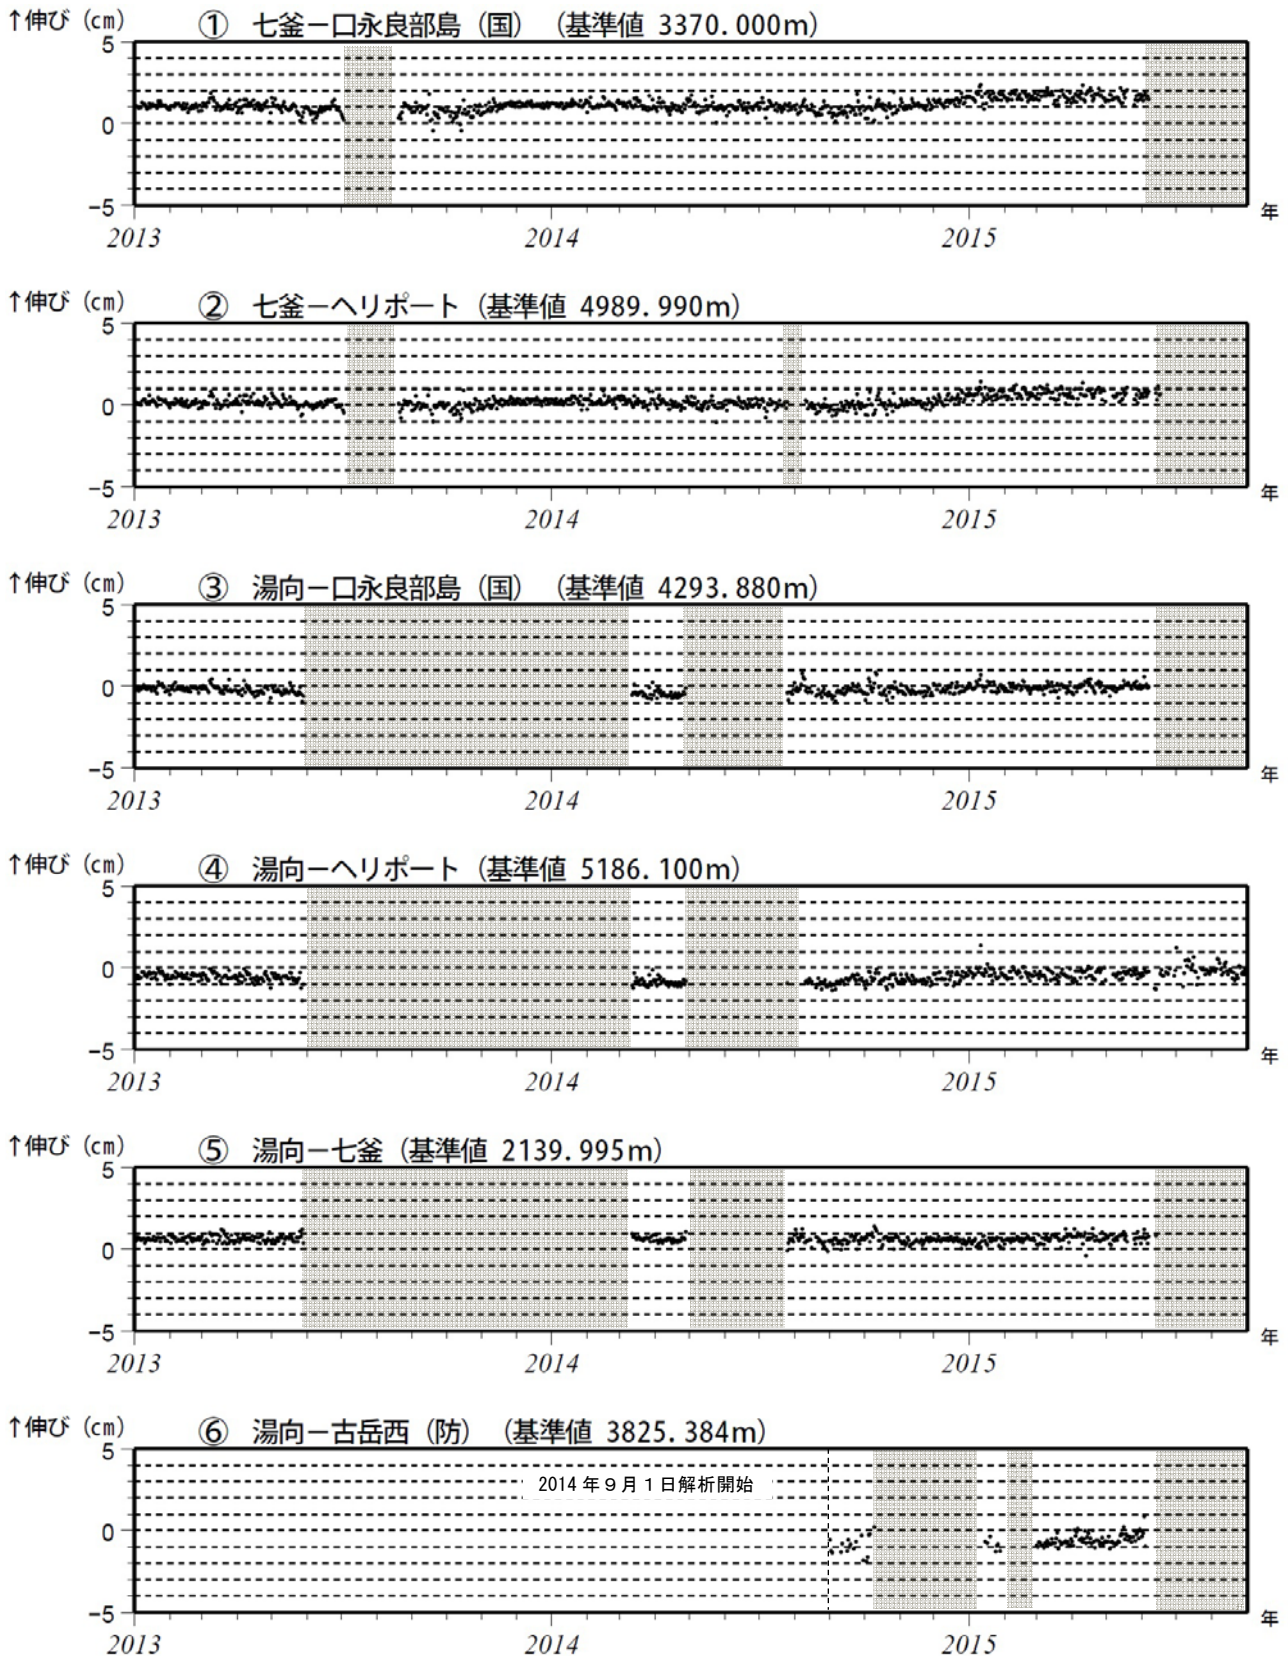 ↑伸び（cm） ① 七釜－口永良部島（国）（基準値 3370.000m）
5
0
-5
2013 2014 2015 年
↑伸び（cm） ② 七釜－ヘリポート（基準値 4989.990m）
5
0
-5
2013 2014 2015 年
↑伸び（cm） ③ 湯向－口永良部島（国）（基準値 4293.880m）
5
0
-5
2013 2014 2015 年
↑伸び（cm） ④ 湯向－ヘリポート（基準値 5186.100m）
5
0
-5
2013 2014 2015 年
↑伸び（cm） ⑤ 湯向－七釜（基準値 2139.995m）
5
0
-5
2013 2014 2015 年
↑伸び（cm） ⑥ 湯向－古岳西（防）（基準値 3825.384m）
5
2014年９月１日解析開始
0
-5
2013 2014 2015 年